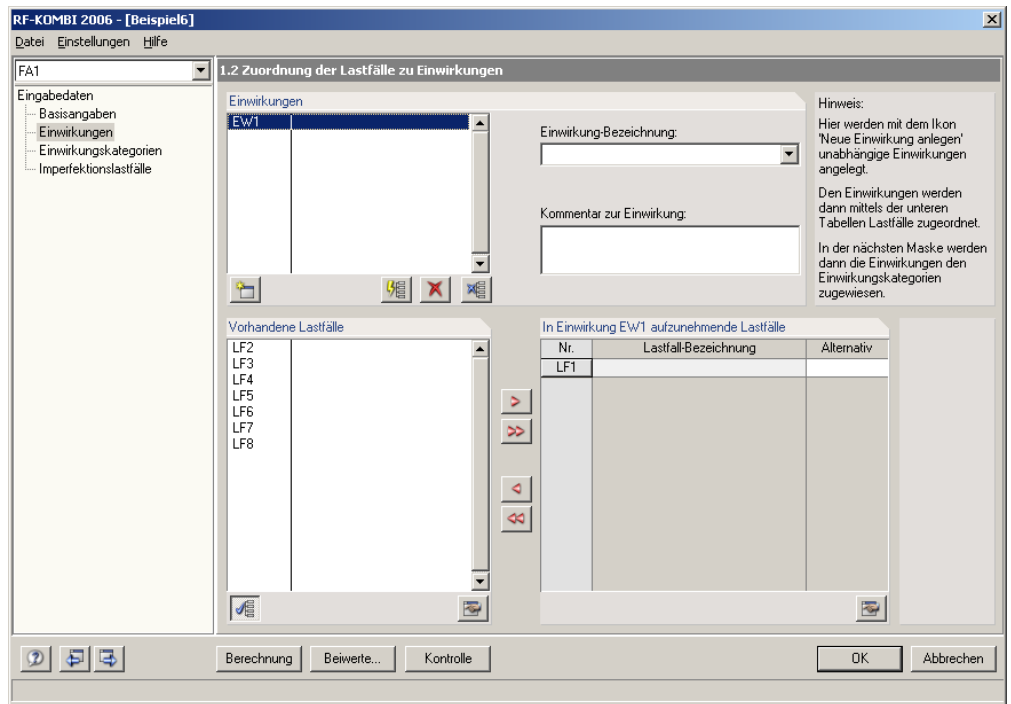 RF-KOMBI 2006 - [Beispiel6]
Datei Einstellungen Hilfe
FA1
Eingabedaten
Basisangaben
Einwirkungen
Einwirkungskategorien
Imperfektionslastfälle
1.2 Zuordnung der Lastfälle zu Einwirkungen
Einwirkungen
EW1
Einwirkung-Bezeichnung:
Kommentar zur Einwirkung:
Hinweis:
Hier werden mit dem Ikon
'Neue Einwirkung anlegen'
unabhängige Einwirkungen
angelegt.
Den Einwirkungen werden
dann mittels der unteren
Tabellen Lastfälle zugeordnet.
In der nächsten Maske werden
dann die Einwirkungen den
Einwirkungskategorien
zugewiesen.
Vorhandene Lastfälle
LF2
LF3
LF4
LF5
LF6
LF7
LF8
In Einwirkung EW1 aufzunehmende Lastfälle
Nr. Lastfall-Bezeichnung Alternativ
LF1
Berechnung Beiwerte... Kontrolle OK Abbrechen